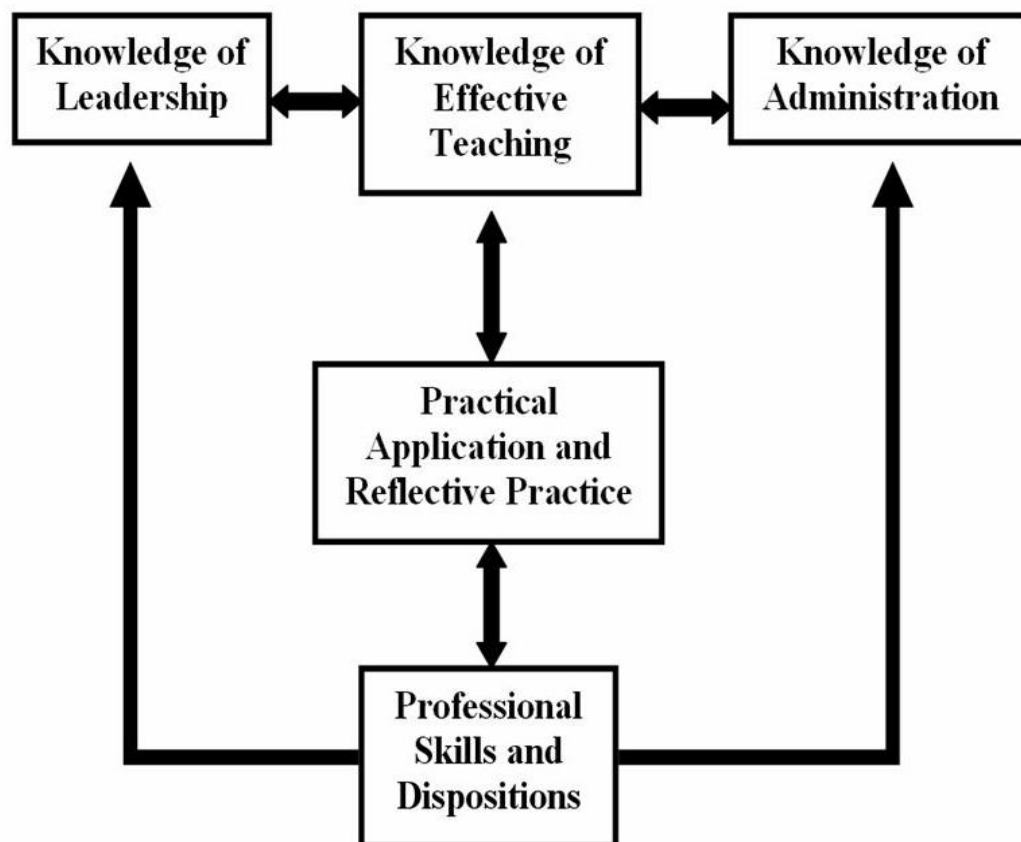 Knowledge of
Leadership
Knowledge of
Effective
Teaching
Knowledge of
Administration
Practical
Application and
Reflective Practice
Professional
Skills and
Dispositions